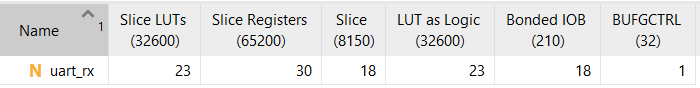 Name 1 Slice LUTs (32600) Slice Registers (65200) Slice (8150) LUT as Logic (32600) Bonded IOB (210) BUFGCTRL (32)
N uart_rx 23 30 18 23 18 1